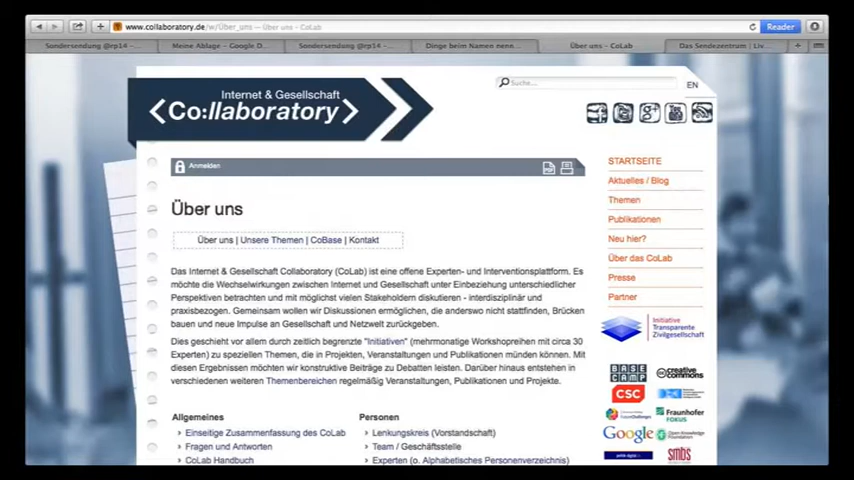 www.collaboratory.de/w/Über_uns — Über uns - CoLab
Reader
Sondersendung @rp14 –...
Meine Ablage – Google D...
Sondersendung @rp14 –...
Dinge beim Namen nenn...
Über uns – CoLab
Das Sendezentrum | Liv...
Internet & Gesellschaft
<Co:llaboratory>
Suche...
EN
Anmelden
Über uns
Über uns | Unsere Themen | CoBase | Kontakt
Das Internet & Gesellschaft Collaboratory (CoLab) ist eine offene Experten- und Interventionsplattform. Es
möchte die Wechselwirkungen zwischen Internet und Gesellschaft unter Einbeziehung unterschiedlicher
Perspektiven betrachten und mit möglichst vielen Stakeholdern diskutieren - interdisziplinär und
praxisbezogen. Gemeinsam wollen wir Diskussionen ermöglichen, die anderswo nicht stattfinden, Brücken
bauen und neue Impulse an Gesellschaft und Netzwelt zurückgeben.
Dies geschieht vor allem durch zeitlich begrenzte "Initiativen" (mehrmonatige Workshopreihen mit circa 30
Experten) zu speziellen Themen, die in Projekten, Veranstaltungen und Publikationen münden können. Mit
diesen Ergebnissen möchten wir konstruktive Beiträge zu Debatten leisten. Darüber hinaus entstehen in
verschiedenen weiteren Themenbereichen regelmäßig Veranstaltungen, Publikationen und Projekte.
Allgemeines
Einseitige Zusammenfassung des CoLab
Fragen und Antworten
CoLab Handbuch
Personen
Lenkungskreis (Vorstandschaft)
Team / Geschäftsstelle
Experten (o. Alphabetisches Personenverzeichnis)
STARTSEITE
Aktuelles / Blog
Themen
Publikationen
Neu hier?
Über das CoLab
Presse
Partner
Initiative
Transparente
Zivilgesellschaft
BASE
CAMP
creative
commons
CSC
Fraunhofer
FOKUS
Google
smbs